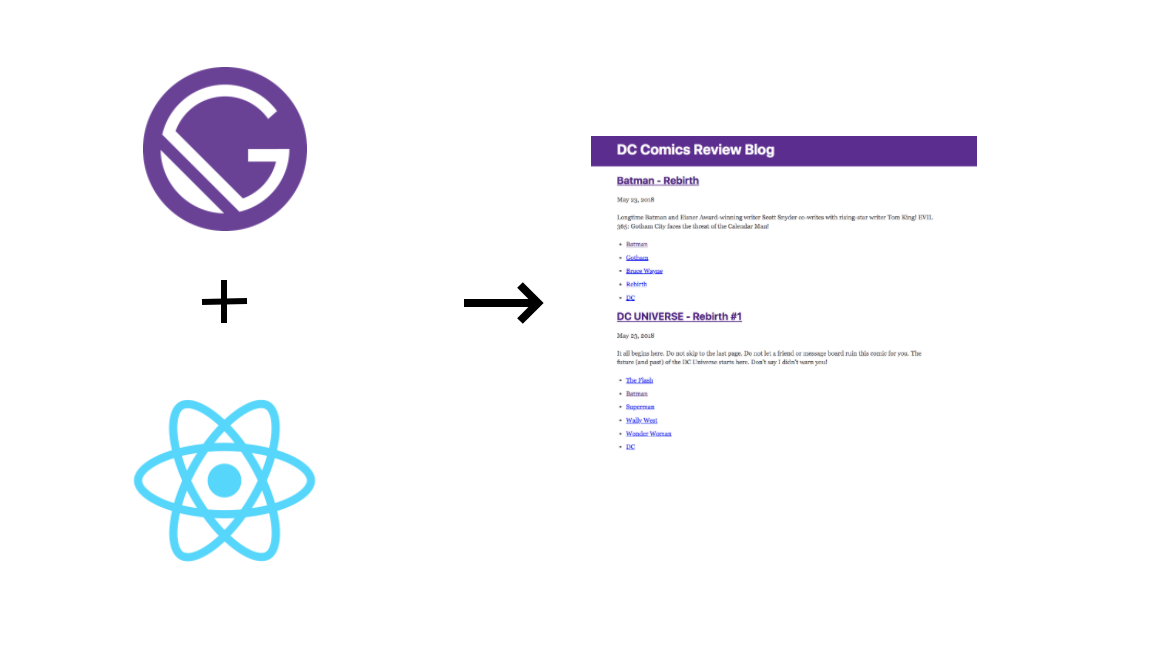 DC Comics Review Blog
Batman - Rebirth
May 23, 2018
Longtime Batman and Eisner Award-winning writer Scott Snyder co-writes with rising-star writer Tom King! EVIL
365: Gotham City faces the threat of the Calendar Man!
Batman
Gotham
Bruce Wayne
Rebirth
DC
DC UNIVERSE - Rebirth #1
May 25, 2018
It all begins here. Do not skip to the last page. Do not let a friend or message board ruin this comic for you. The
future (and past) of the DC Universe starts here. Don't say I didn't warn you!
The Flash
Batman
Superman
Wally West
Wonder Woman
DC